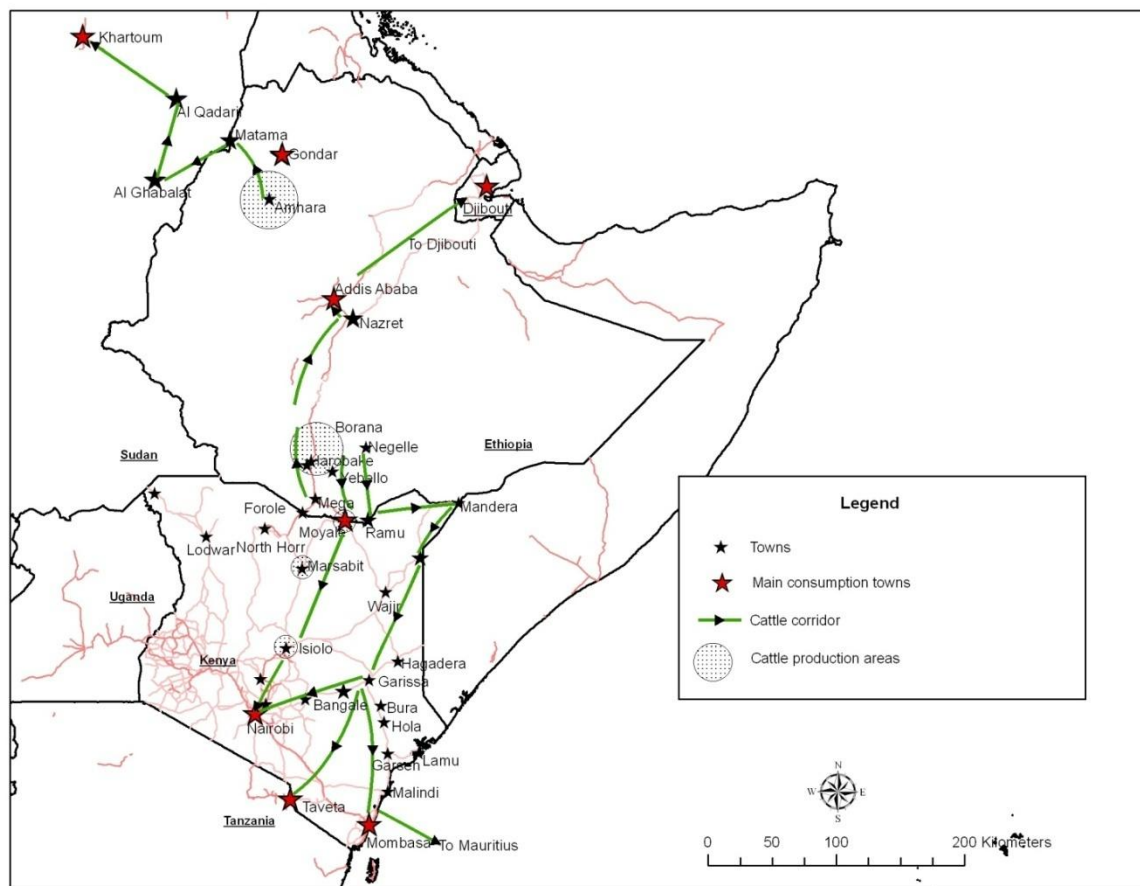 Khartoum
Al Qadarif
Matama
Gondar
Al Ghabalat
Amhara
Djibouti
To Djibouti
Addis Ababa
Nazret
Borana
Negelle
Ethiopia
Sudan
Harobake
Yeballo
Mega
Mandera
Forole
Moyale
Ramu
North Horr
Lodwar
Marsabit
Uganda
Wajir
Isiolo
Kenya
Hagadera
Garissa
Bangale
Bura
Nairobi
Hola
Garsen
Lamu
Malindi
Taveta
Tanzania
Mombasa
To Mauritius
Legend
Towns
Main consumption towns
Cattle corridor
Cattle production areas
N
W
E
S
0 50 100 200 Kilometers